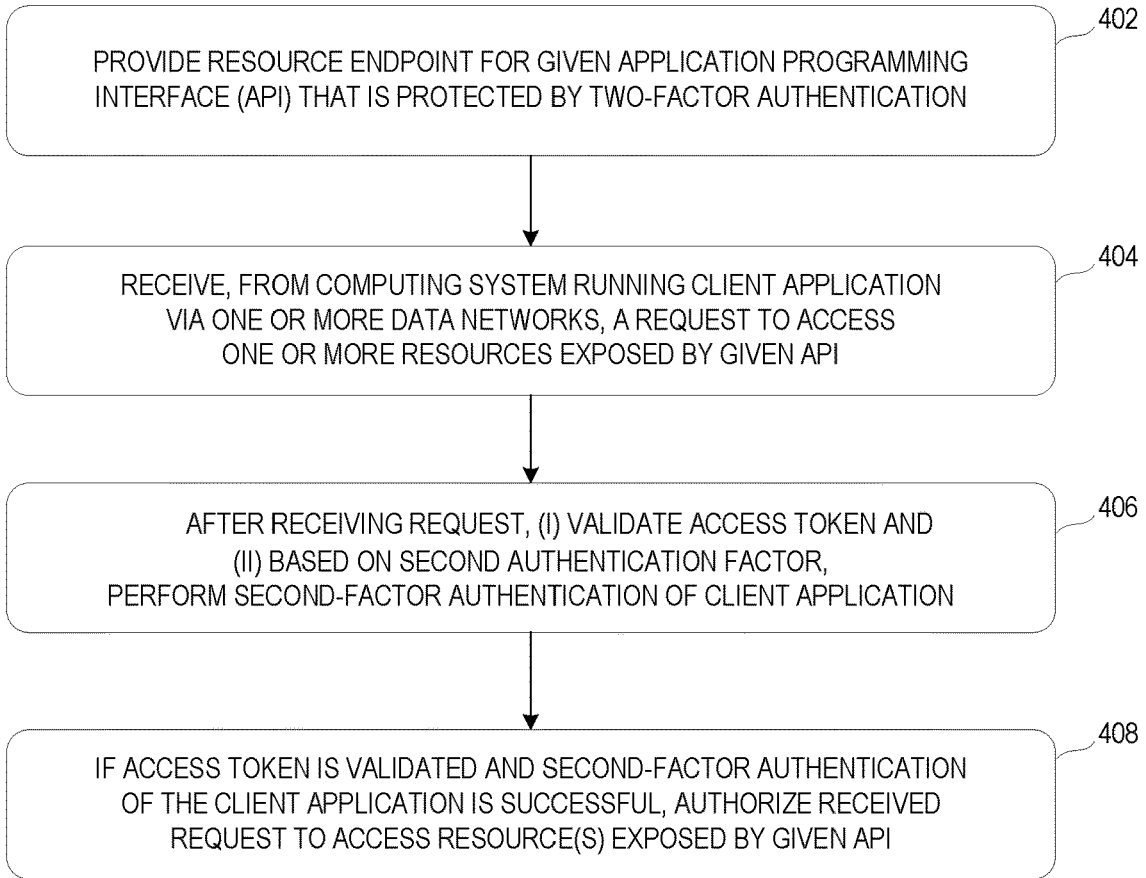 402
PROVIDE RESOURCE ENDPOINT FOR GIVEN APPLICATION PROGRAMMING
INTERFACE (API) THAT IS PROTECTED BY TWO-FACTOR AUTHENTICATION
404
RECEIVE, FROM COMPUTING SYSTEM RUNNING CLIENT APPLICATION
VIA ONE OR MORE DATA NETWORKS, A REQUEST TO ACCESS
ONE OR MORE RESOURCES EXPOSED BY GIVEN API
406
AFTER RECEIVING REQUEST, (I) VALIDATE ACCESS TOKEN AND
(II) BASED ON SECOND AUTHENTICATION FACTOR,
PERFORM SECOND-FACTOR AUTHENTICATION OF CLIENT APPLICATION
408
IF ACCESS TOKEN IS VALIDATED AND SECOND-FACTOR AUTHENTICATION
OF THE CLIENT APPLICATION IS SUCCESSFUL, AUTHORIZE RECEIVED
REQUEST TO ACCESS RESOURCE(S) EXPOSED BY GIVEN API